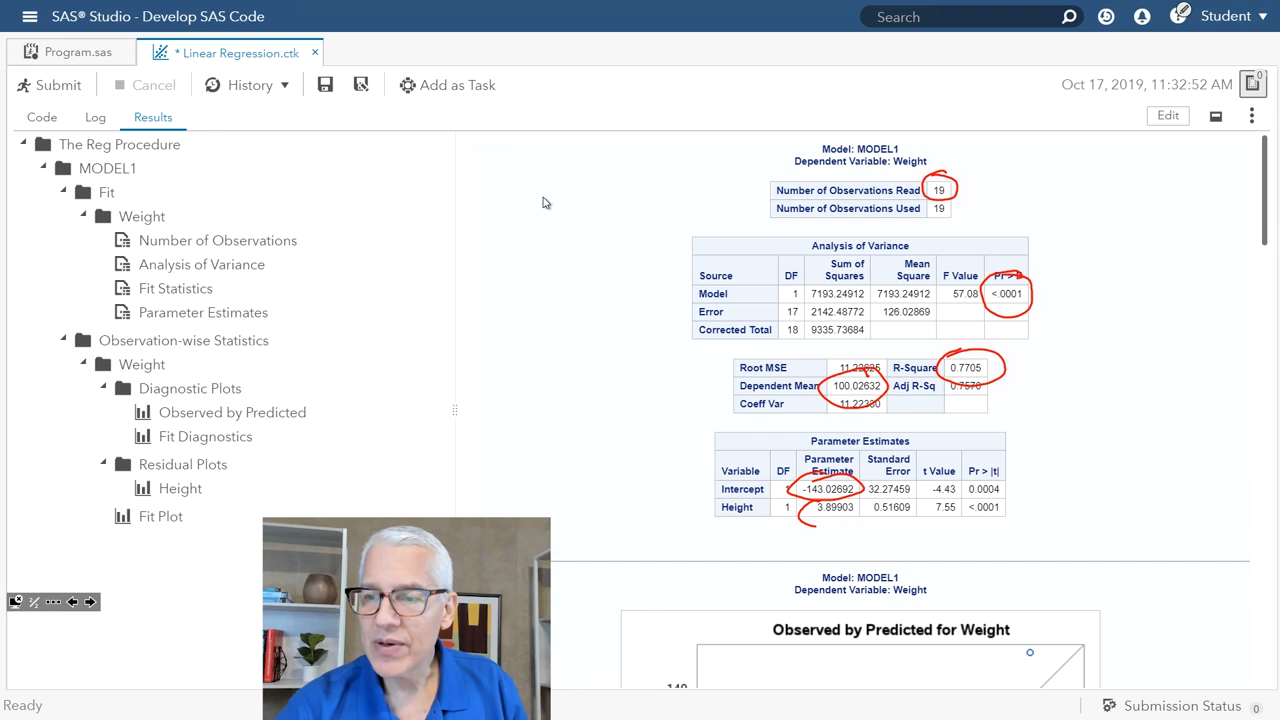 SAS® Studio - Develop SAS Code
Search
Student
Program.sas
* Linear Regression.ctk ×
Submit
Cancel
History
Add as Task
Oct 17, 2019, 11:32:52 AM
0
Code
Log
Results
Edit
The Reg Procedure
MODEL1
Fit
Weight
Number of Observations
Analysis of Variance
Fit Statistics
Parameter Estimates
Observation-wise Statistics
Weight
Diagnostic Plots
Observed by Predicted
Fit Diagnostics
Residual Plots
Height
Fit Plot
Model: MODEL1
Dependent Variable: Weight
Number of Observations Read 19
Number of Observations Used 19
Analysis of Variance
Source DF Sum of Squares Mean Square F Value Pr > F
Model 1 7193.24912 7193.24912 57.08 <.0001
Error 17 2142.48772 126.02869
Corrected Total 18 9335.73684
Root MSE 11.22625 R-Square 0.7705
Dependent Mean 100.02632 Adj R-Sq 0.7570
Coeff Var 11.22330
Parameter Estimates
Variable DF Parameter Estimate Standard Error t Value Pr > |t|
Intercept 1 -143.02692 32.27459 -4.43 0.0004
Height 1 3.89903 0.51609 7.55 <.0001
Model: MODEL1
Dependent Variable: Weight
Observed by Predicted for Weight
140
Ready
Submission Status 0